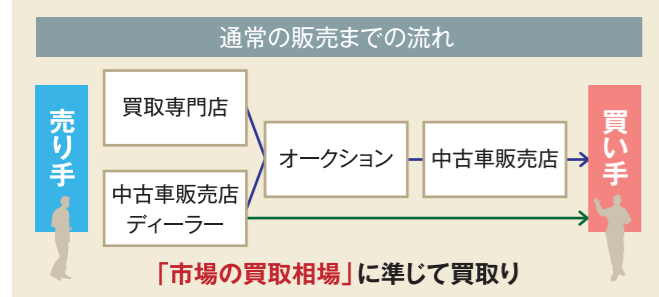 通常の販売までの流れ
売り手
買取専門店
中古車販売店
ディーラー
オークション
中古車販売店
買い手
「市場の買取相場」に準じて買取り